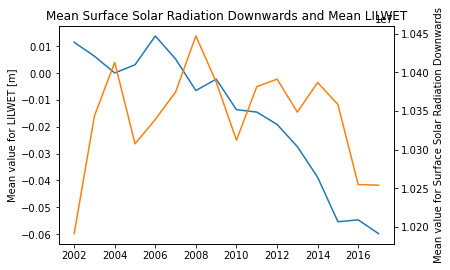 Mean Surface Solar Radiation Downwards and Mean LILWET
1e7
0.01
0.00
−0.01
−0.02
−0.03
−0.04
−0.05
−0.06
Mean value for LILWET [m]
1.045
1.040
1.035
1.030
1.025
1.020
Mean value for Surface Solar Radiation Downwards
2002 2004 2006 2008 2010 2012 2014 2016